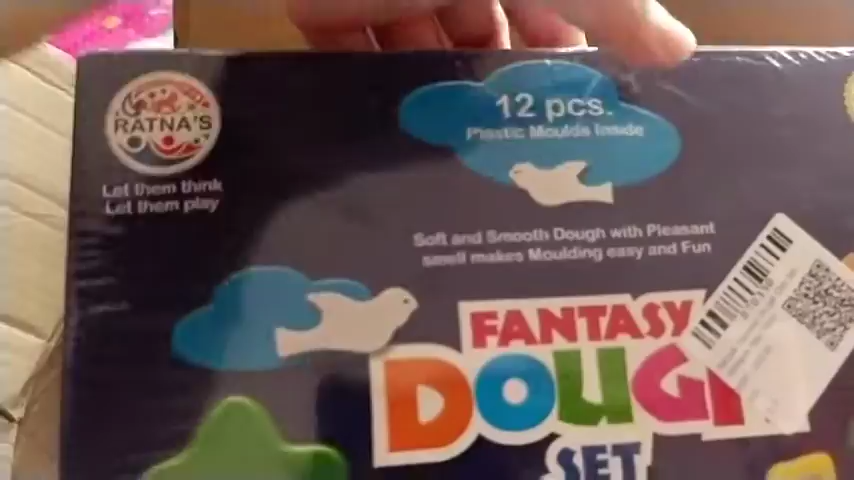 RATNA'S
Let them think
Let them play
12 pcs.
Plastic Moulds Inside
Soft and Smooth Dough with Pleasant
smell makes Moulding easy and Fun
FANTASY
DOUG
SET